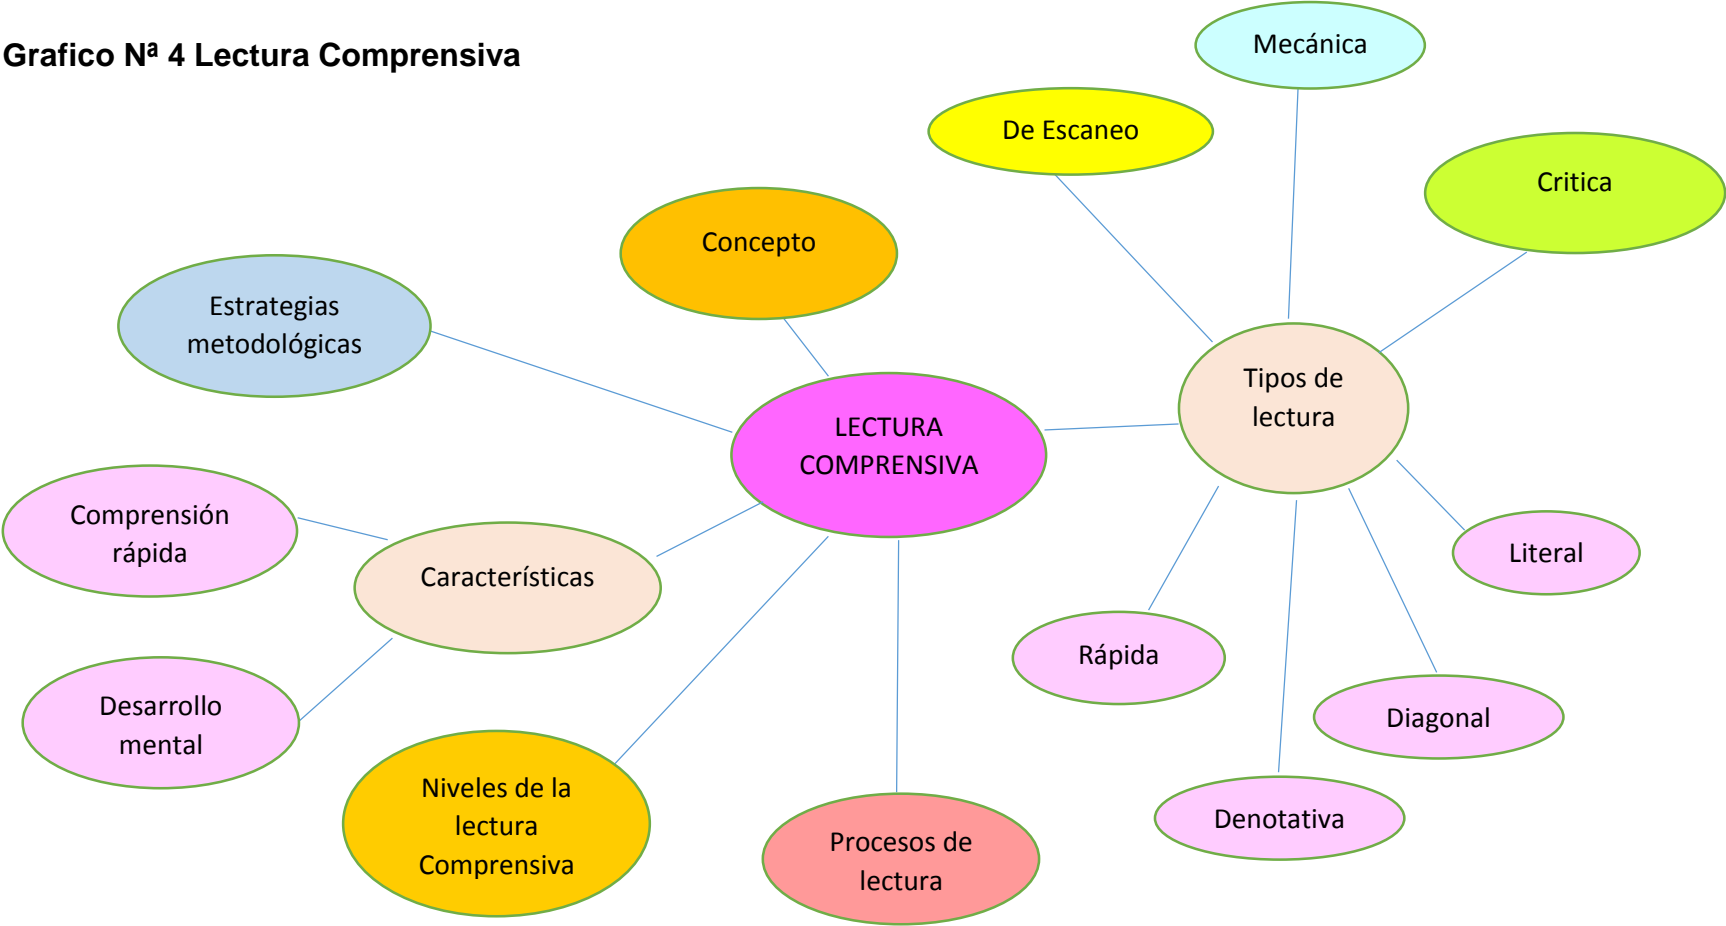 Grafico Nª 4 Lectura Comprensiva
Mecánica
De Escaneo
Critica
Concepto
Estrategias
metodológicas
Tipos de
lectura
LECTURA
COMPRENSIVA
Comprensión
rápida
Características
Literal
Rápida
Desarrollo
mental
Diagonal
Niveles de la
lectura
Comprensiva
Denotativa
Procesos de
lectura